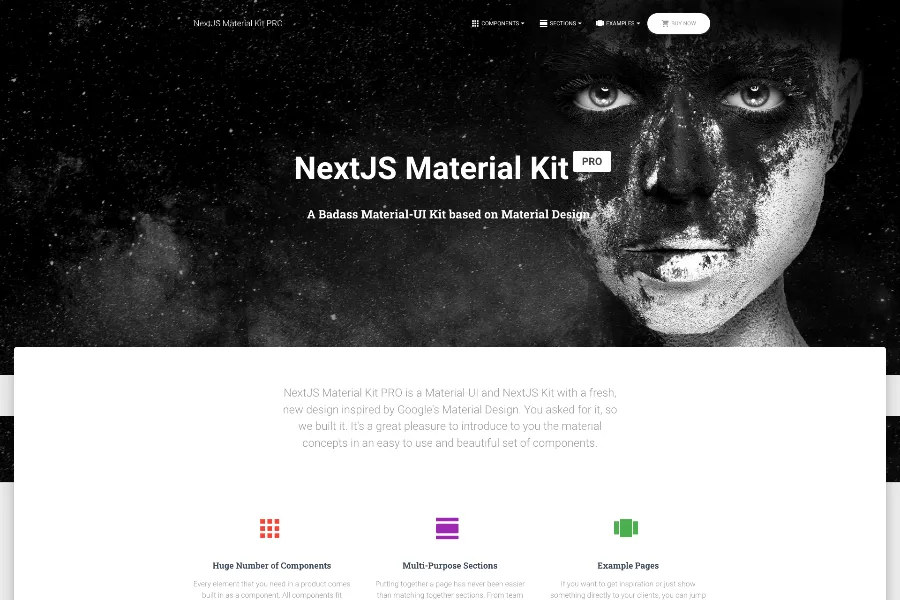 NextJS Material Kit PRO
COMPONENTS
SECTIONS
EXAMPLES
BUY NOW
NextJS Material Kit PRO
A Badass Material-UI Kit based on Material Design.
NextJS Material Kit PRO is a Material UI and NextJS Kit with a fresh,
new design inspired by Google's Material Design. You asked for it, so
we built it. It's a great pleasure to introduce to you the material
concepts in an easy to use and beautiful set of components.
Huge Number of Components
Multi-Purpose Sections
Example Pages
Every element that you need in a product comes
built in as a component. All components fit
Putting together a page has never been easier
than matching together sections. From team
If you want to get inspiration or just show
something directly to your clients, you can jump